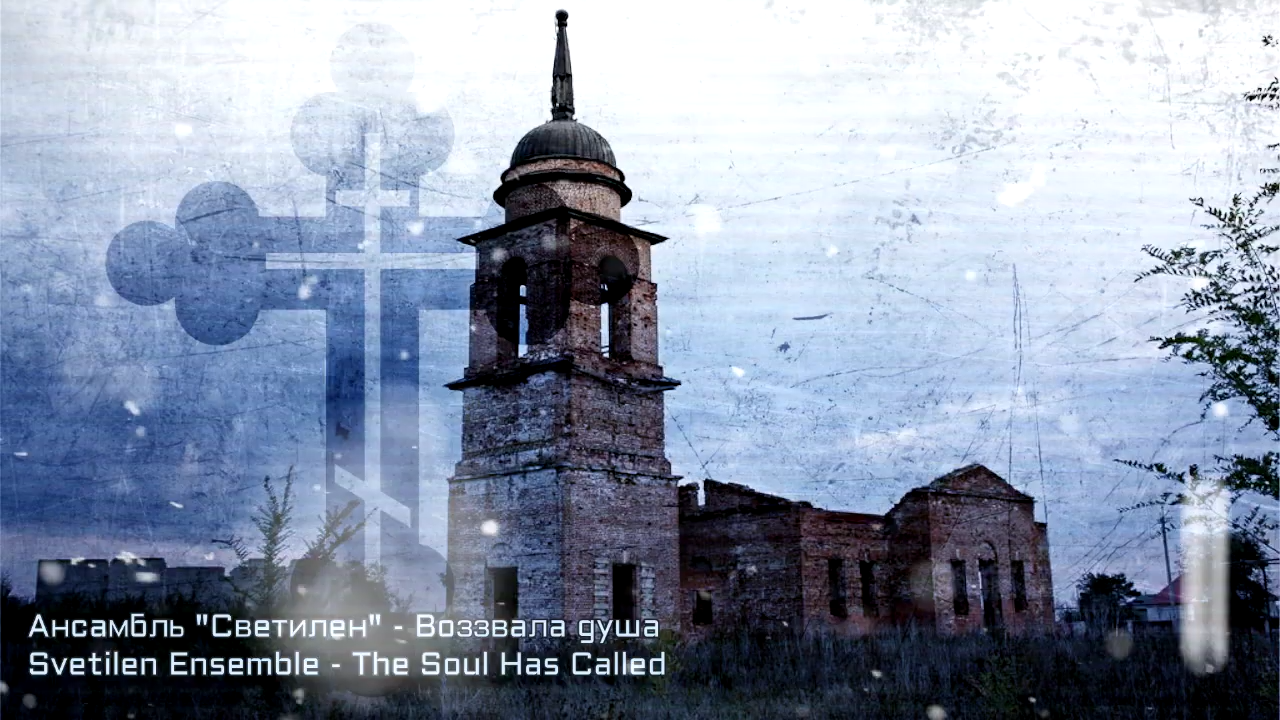 Ансамбль "Светилен" - Воззвала душа
Svetilen Ensemble - The Soul Has Called